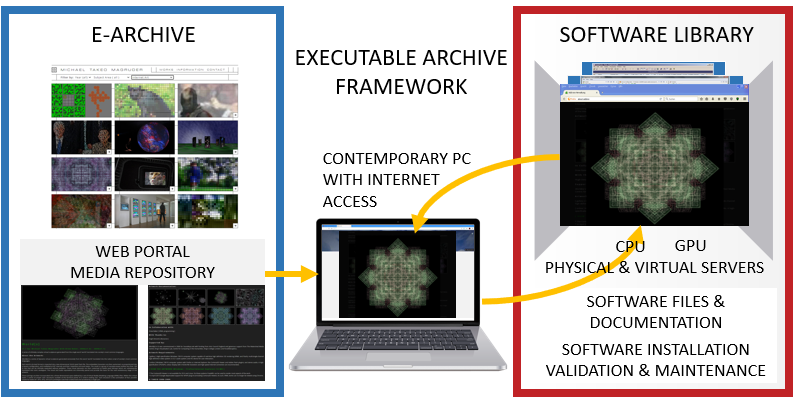 E-ARCHIVE
MICHAEL TAKEO MAGRUDER
WEB PORTAL
MEDIA REPOSITORY
EXECUTABLE ARCHIVE
FRAMEWORK
CONTEMPORARY PC
WITH INTERNET
ACCESS
SOFTWARE LIBRARY
CPU GPU
PHYSICAL & VIRTUAL SERVERS
SOFTWARE FILES &
DOCUMENTATION
SOFTWARE INSTALLATION
VALIDATION & MAINTENANCE